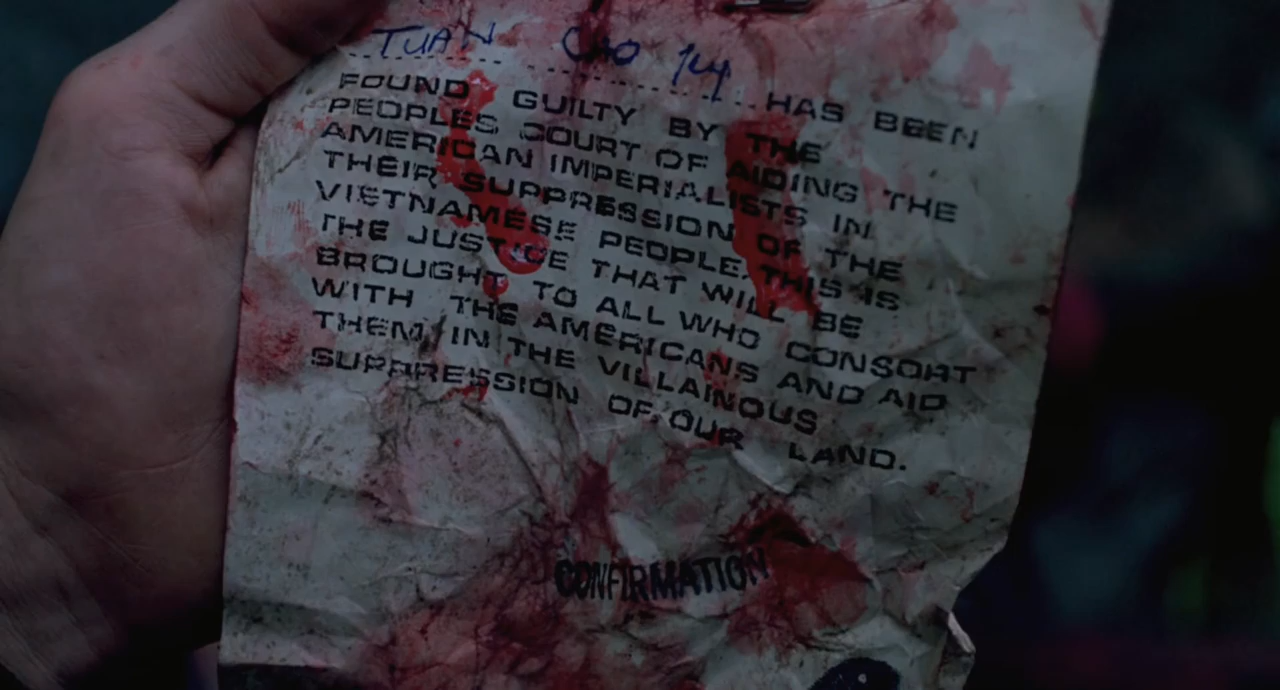 TUAN CAO HAS BEEN
FOUND GUILTY BY THE
PEOPLES COURT OF AIDING THE
AMERICAN IMPERIALISTS IN
THEIR SUPPRESSION OF THE
VIETNAMESE PEOPLE. THIS IS
THE JUSTICE THAT WILL BE
BROUGHT TO ALL WHO CONSORT
WITH THE AMERICANS AND AID
THEM, IN THE VILLAINOUS
SUPPRESSION OF OUR LAND.
CONFIRMATION